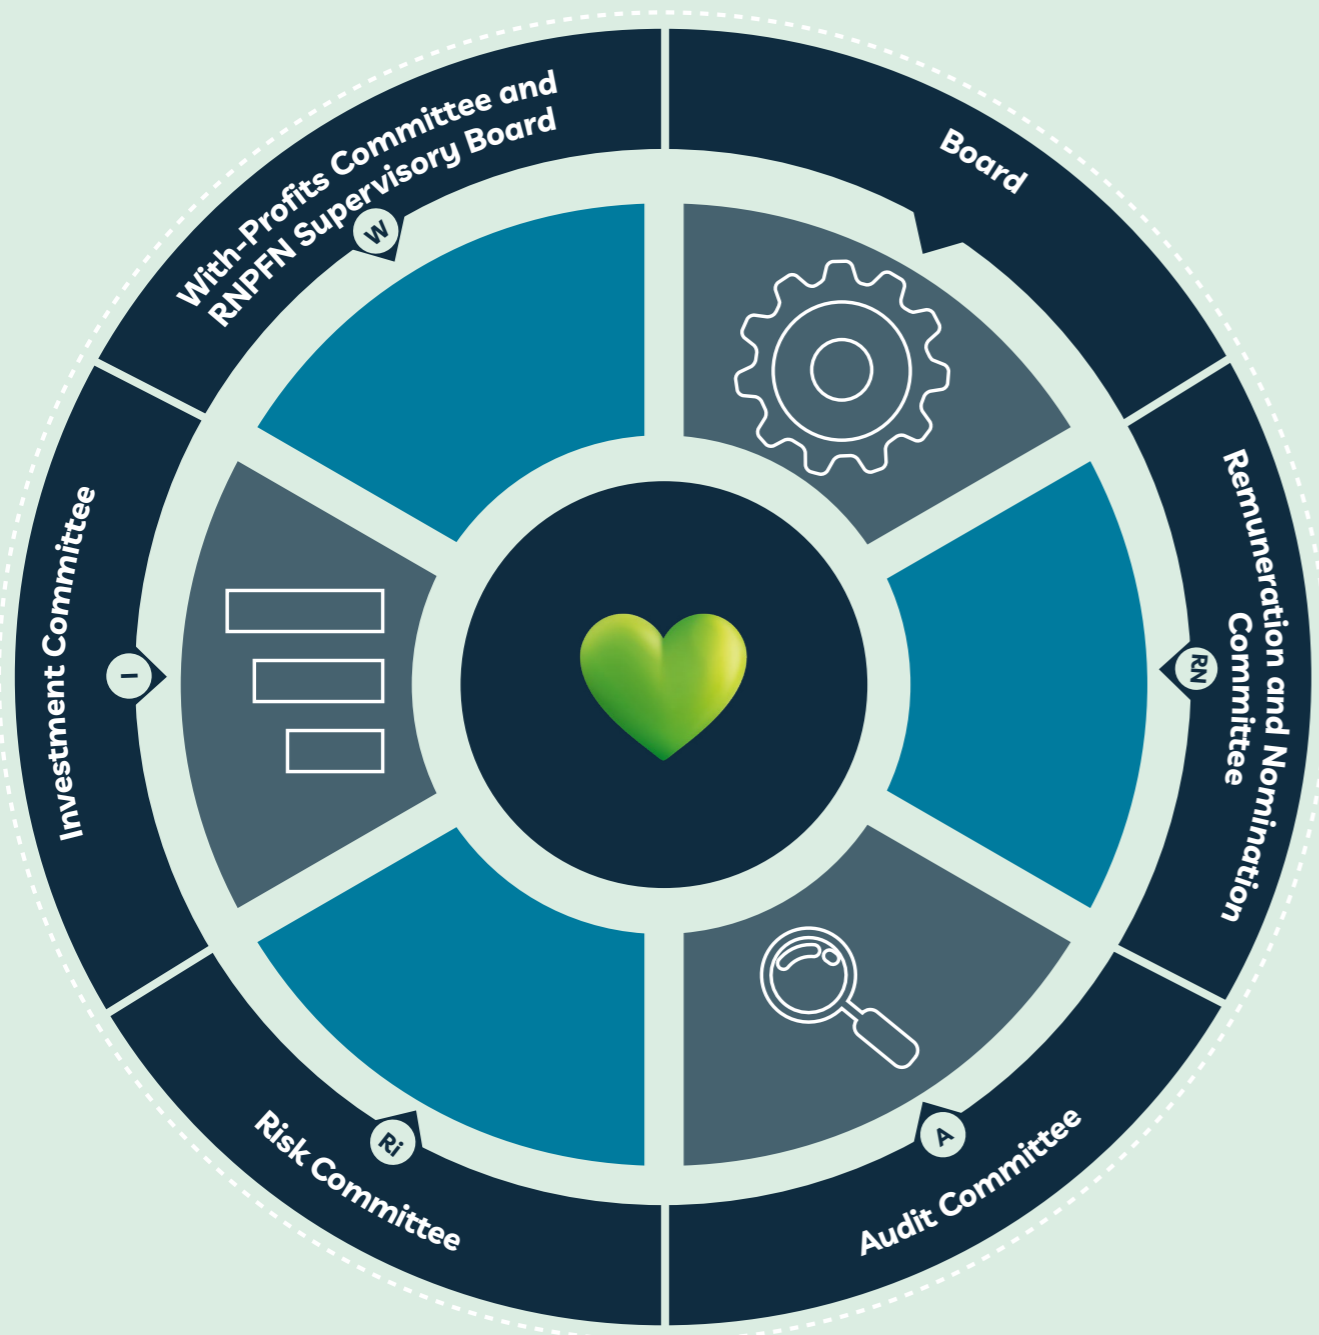 With-Profits Committee and
RNPFN Supervisory Board
W
Board
Remuneration and Nomination
Committee
RN
Audit Committee
A
Risk Committee
Ri
Investment Committee
I